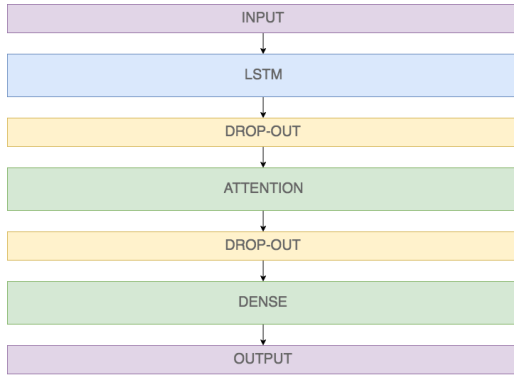 INPUT
LSTM
DROP-OUT
ATTENTION
DROP-OUT
DENSE
OUTPUT